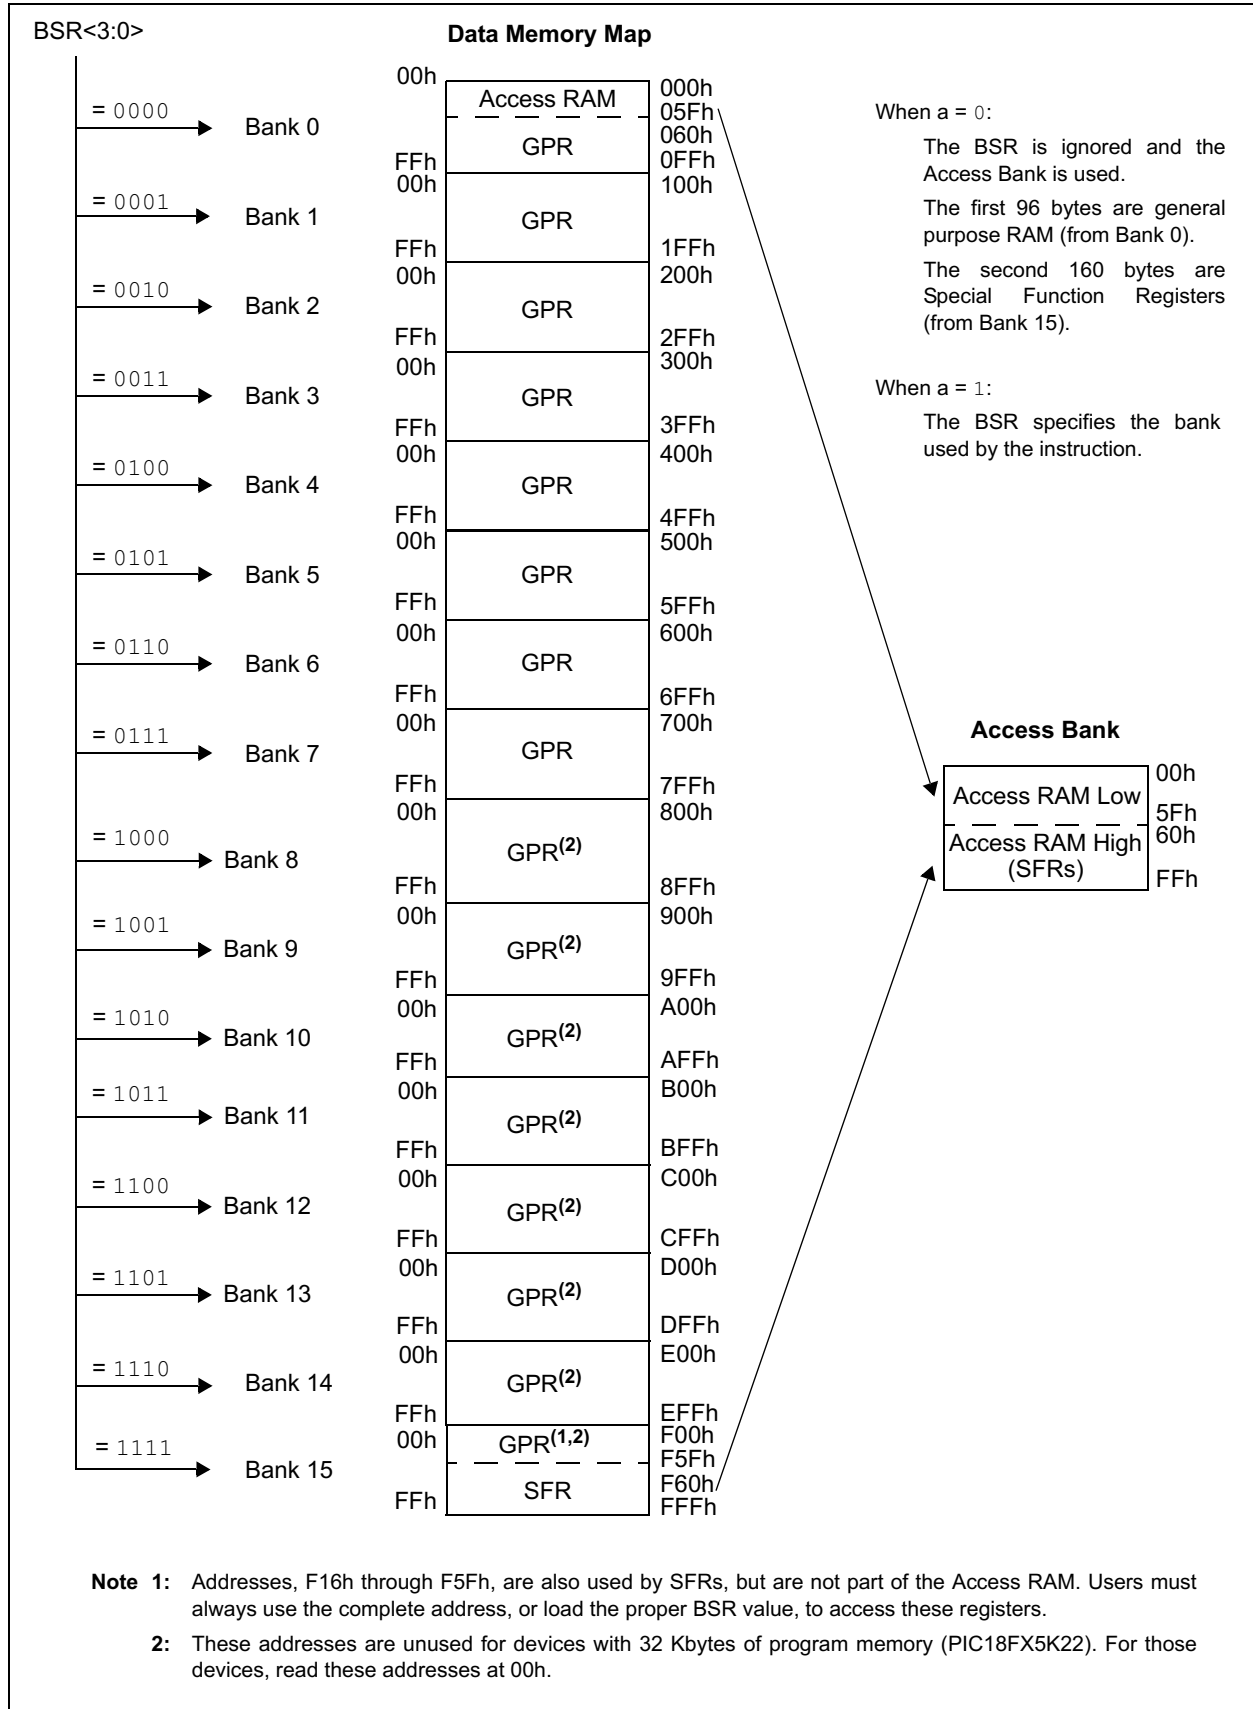 BSR<3:0>
Data Memory Map
= 0000
Bank 0
00h
FFh
Access RAM
GPR
000h
05Fh
060h
0FFh
= 0001
Bank 1
00h
FFh
GPR
100h
1FFh
= 0010
Bank 2
00h
FFh
GPR
200h
2FFh
= 0011
Bank 3
00h
FFh
GPR
300h
3FFh
= 0100
Bank 4
00h
FFh
GPR
400h
4FFh
= 0101
Bank 5
00h
FFh
GPR
500h
5FFh
= 0110
Bank 6
00h
FFh
GPR
600h
6FFh
= 0111
Bank 7
00h
FFh
GPR
700h
7FFh
= 1000
Bank 8
00h
FFh
GPR(2)
800h
8FFh
= 1001
Bank 9
00h
FFh
GPR(2)
900h
9FFh
= 1010
Bank 10
00h
FFh
GPR(2)
A00h
AFFh
= 1011
Bank 11
00h
FFh
GPR(2)
B00h
BFFh
= 1100
Bank 12
00h
FFh
GPR(2)
C00h
CFFh
= 1101
Bank 13
00h
FFh
GPR(2)
D00h
DFFh
= 1110
Bank 14
00h
FFh
GPR(2)
E00h
EFFh
= 1111
Bank 15
00h
FFh
GPR(1,2)
SFR
F00h
F5Fh
F60h
FFFh
When a = 0:
The BSR is ignored and the
Access Bank is used.
The first 96 bytes are general
purpose RAM (from Bank 0).
The second 160 bytes are
Special Function Registers
(from Bank 15).
When a = 1:
The BSR specifies the bank
used by the instruction.
Access Bank
Access RAM Low
Access RAM High
(SFRs)
00h
5Fh
60h
FFh
Note 1: Addresses, F16h through F5Fh, are also used by SFRs, but are not part of the Access RAM. Users must
always use the complete address, or load the proper BSR value, to access these registers.
2: These addresses are unused for devices with 32 Kbytes of program memory (PIC18FX5K22). For those
devices, read these addresses at 00h.